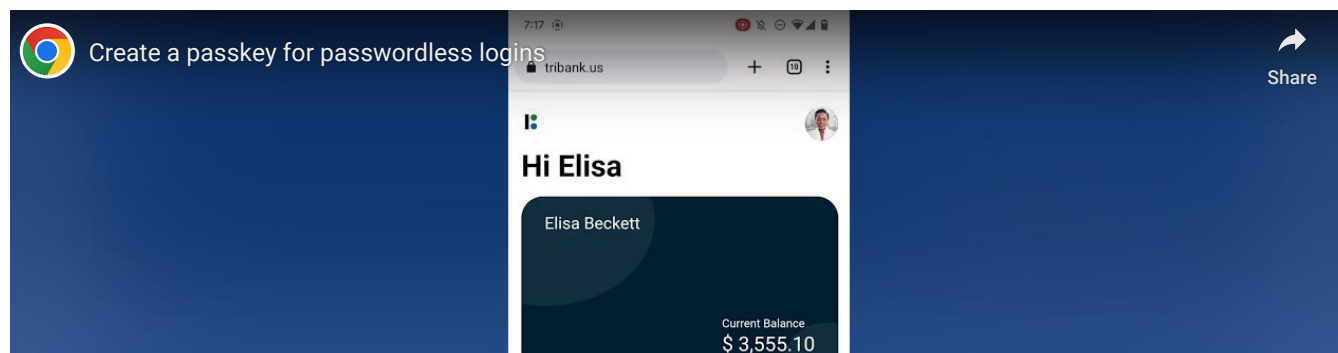 7:17
Create a passkey for passwordless logins
tribank.us
10
Share
Hi Elisa
Elisa Beckett
Current Balance
$ 3,555.10